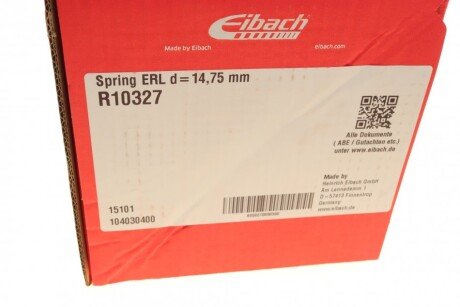 Eibach
Made by Eibach
eibach.com
Spring ERL d=14,75 mm
R10327
Alle Dokumente
( ABE / Gutachten etc.)
unter www.eibach.de
Made by
Heinrich Eibach GmbH
Am Lennedamm 1
D-57413 Finnentrop
Germany
www.eibach.de
15101
104030400